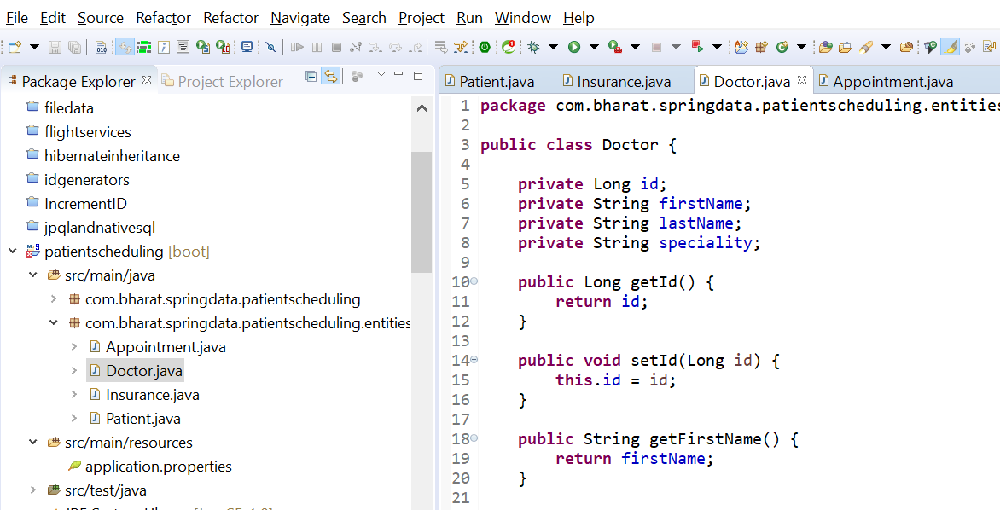 File Edit Source Refactor Refactor Navigate Search Project Run Window Help
Package Explorer Project Explorer
filedata
flightservices
hibernateinheritance
idgenerators
IncrementID
jpqlandnativesql
patientscheduling [boot]
src/main/java
com.bharat.springdata.patientscheduling
com.bharat.springdata.patientscheduling.entities
Appointment.java
Doctor.java
Insurance.java
Patient.java
src/main/resources
application.properties
src/test/java
Patient.java Insurance.java Doctor.java Appointment.java
1 package com.bharat.springdata.patientscheduling.entities
2
3 public class Doctor {
4
5 private Long id;
6 private String firstName;
7 private String lastName;
8 private String speciality;
9
10 public Long getId() {
11 return id;
12 }
13
14 public void setId(Long id) {
15 this.id = id;
16 }
17
18 public String getFirstName() {
19 return firstName;
20 }
21